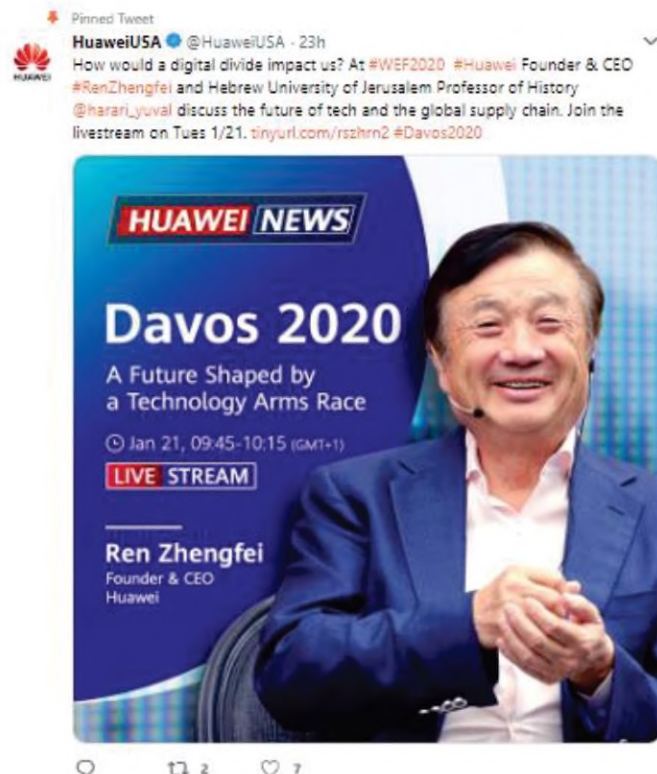 Pinned Tweet
HuaweiUSA @HuaweiUSA · 23h
How would a digital divide impact us? At #WEF2020 #Huawei Founder & CEO
#RenZhengfei and Hebrew University of Jerusalem Professor of History
@harari_yuval discuss the future of tech and the global supply chain. Join the
livestream on Tues 1/21. tinyurl.com/rszhrn2 #Davos2020
HUAWEI
HUAWEI NEWS
Davos 2020
A Future Shaped by
a Technology Arms Race
Jan 21, 09:45-10:15 (GMT+1)
LIVE STREAM
Ren Zhengfei
Founder & CEO
Huawei
2 7